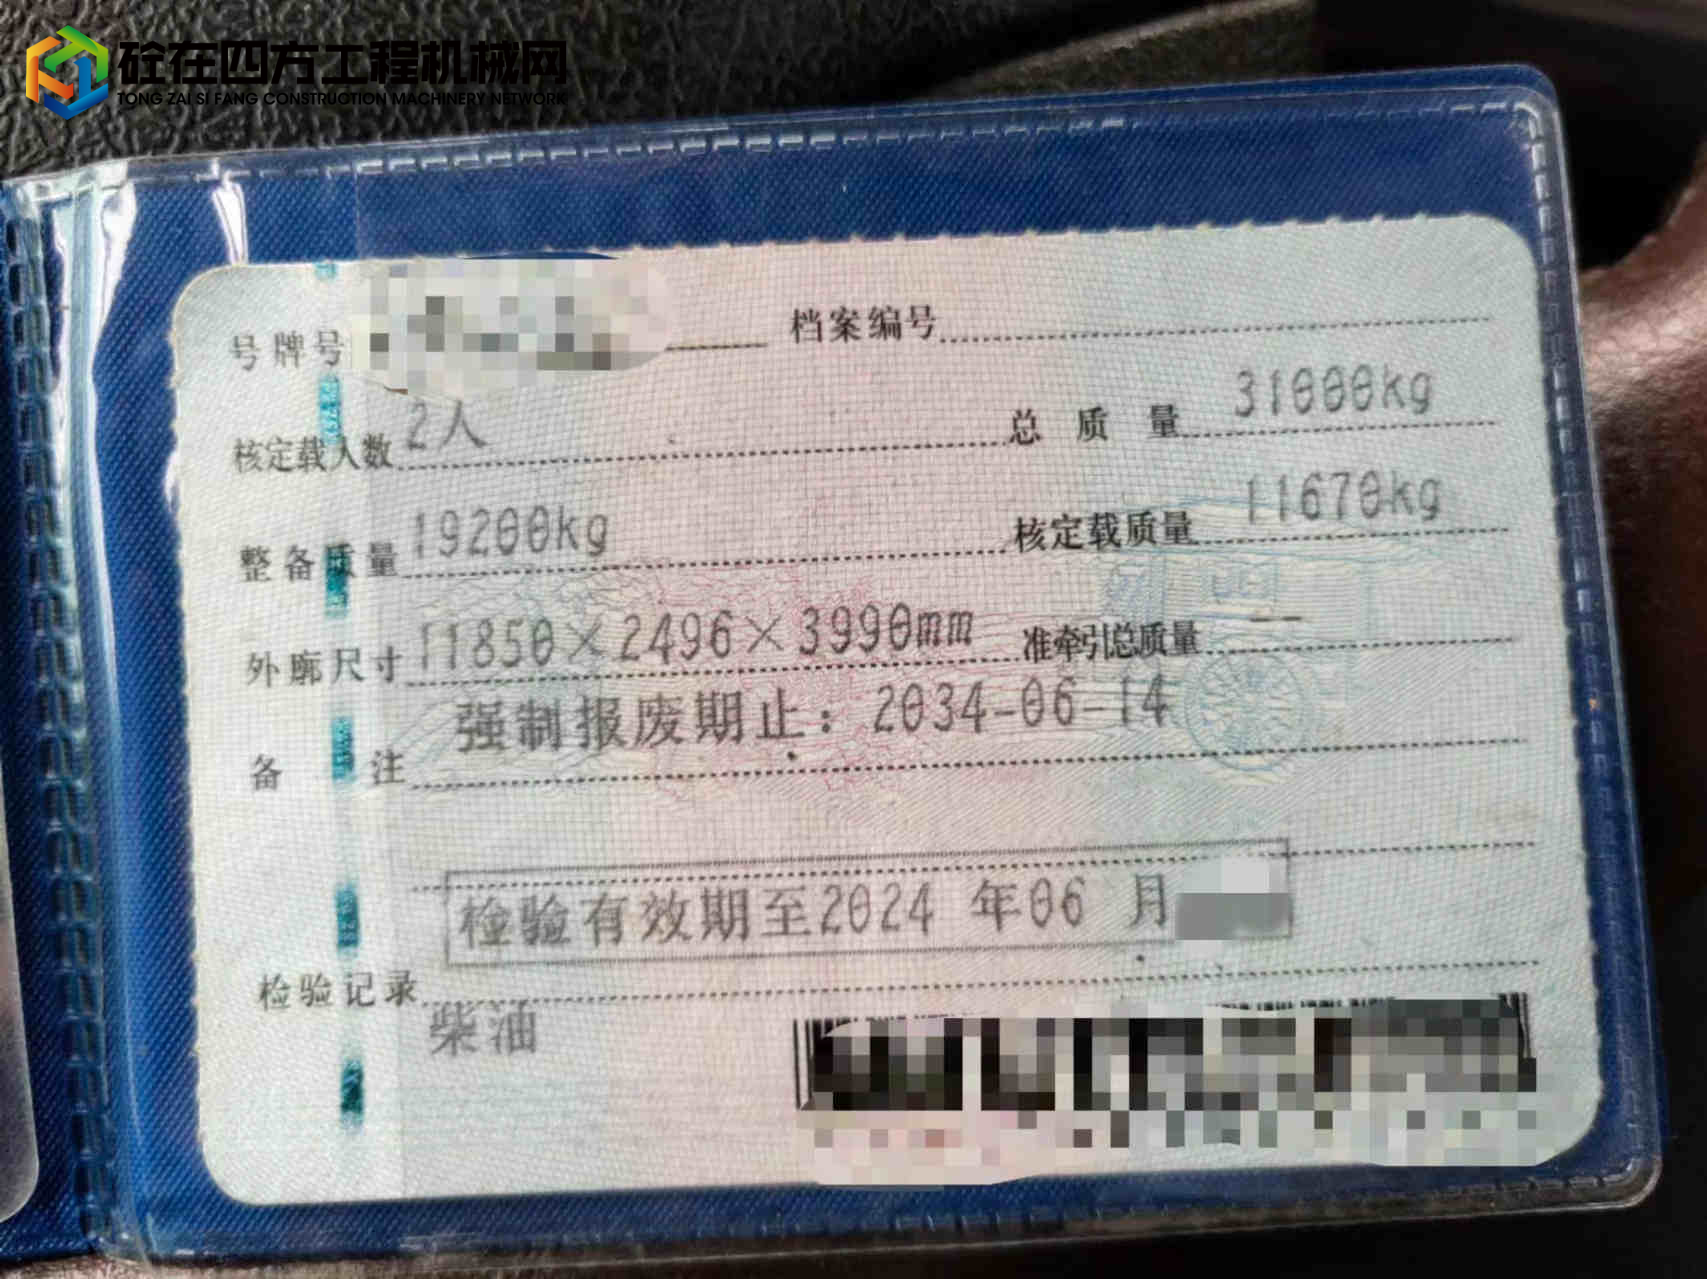 砼在四方工程机械网
TONG ZAI SI FANG CONSTRUCTION MACHINERY NETWORK
号牌号 档案编号
核定载人数 2人 总质量 31000kg
整备质量 19200kg 核定载质量 11670kg
外廓尺寸 11850×2496×3990mm 准牵引总质量 --
备注 强制报废期止：2034-06-14
检验有效期至2024 年06 月
检验记录
柴油